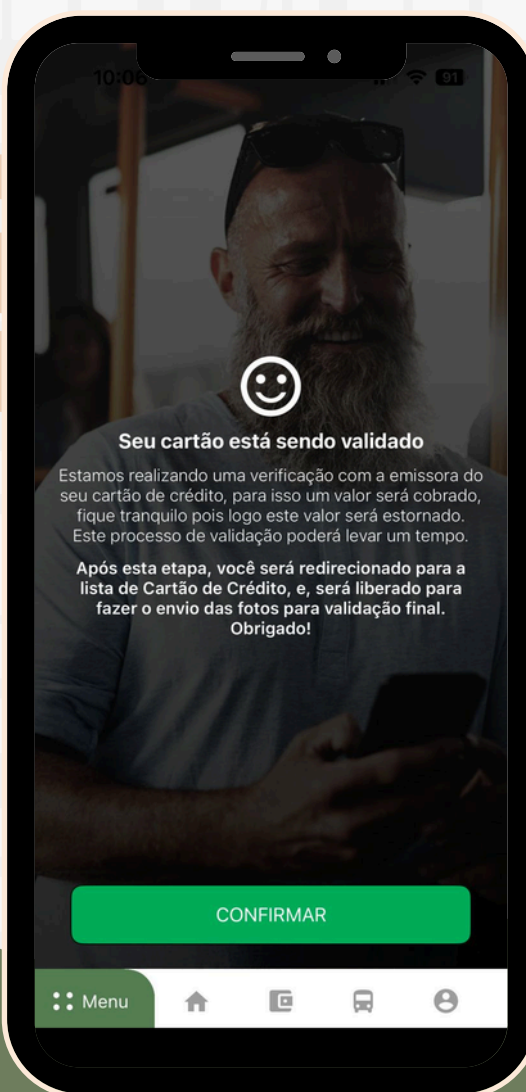 10:06
91
Seu cartão está sendo validado
Estamos realizando uma verificação com a emissora do
seu cartão de crédito, para isso um valor será cobrado,
fique tranquilo pois logo este valor será estornado.
Este processo de validação poderá levar um tempo.
Após esta etapa, você será redirecionado para a
lista de Cartão de Crédito, e, será liberado para
fazer o envio das fotos para validação final.
Obrigado!
CONFIRMAR
Menu